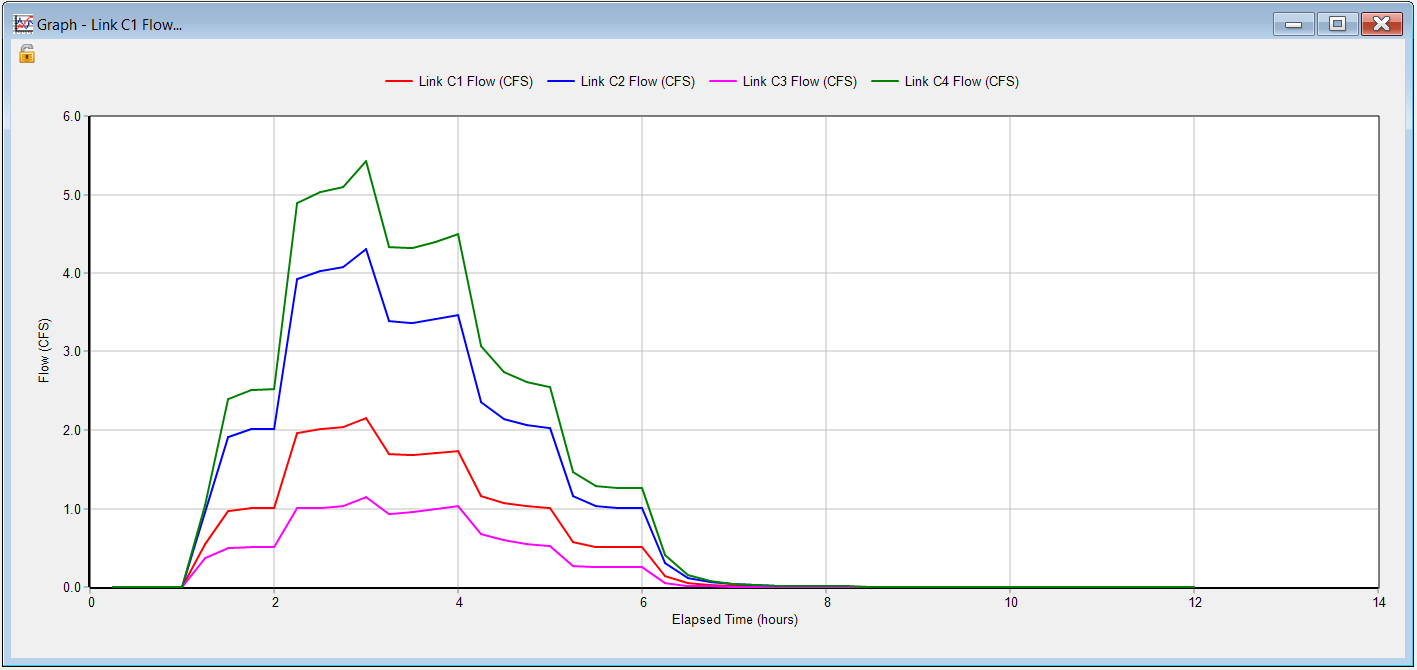 Graph - Link C1 Flow...
Link C1 Flow (CFS) Link C2 Flow (CFS) Link C3 Flow (CFS) Link C4 Flow (CFS)
6.0
5.0
4.0
3.0
2.0
1.0
0.0
Flow (CFS)
0 2 4 6 8 10 12 14
Elapsed Time (hours)